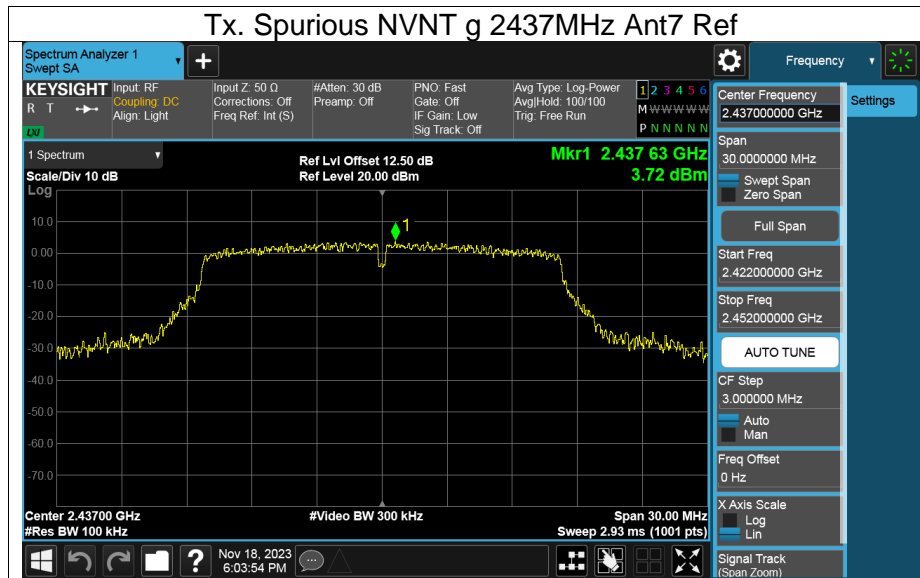 Tx. Spurious NVNT g 2437MHz Ant7 Ref
Spectrum Analyzer 1
Swept SA
+
Frequency
KEYSIGHT
R T
LXI
Input: RF
Coupling: DC
Align: Light
Input Z: 50 Ω
Corrections: Off
Freq Ref: Int (S)
#Atten: 30 dB
Preamp: Off
PNO: Fast
Gate: Off
IF Gain: Low
Sig Track: Off
Avg Type: Log-Power
Avg|Hold: 100/100
Trig: Free Run
1 2 3 4 5 6
M W W W W W
P N N N N N
1 Spectrum
Scale/Div 10 dB
Ref Lvl Offset 12.50 dB
Ref Level 20.00 dBm
Mkr1 2.437 63 GHz
3.72 dBm
Log
10.0
0.00
-10.0
-20.0
-30.0
-40.0
-50.0
-60.0
-70.0
1
Center 2.43700 GHz
#Res BW 100 kHz
#Video BW 300 kHz
Span 30.00 MHz
Sweep 2.93 ms (1001 pts)
?
Nov 18, 2023
6:03:54 PM
Center Frequency
2.437000000 GHz
Settings
Span
30.0000000 MHz
Swept Span
Zero Span
Full Span
Start Freq
2.422000000 GHz
Stop Freq
2.452000000 GHz
AUTO TUNE
CF Step
3.000000 MHz
Auto
Man
Freq Offset
0 Hz
X Axis Scale
Log
Lin
Signal Track
(Span Zoom)